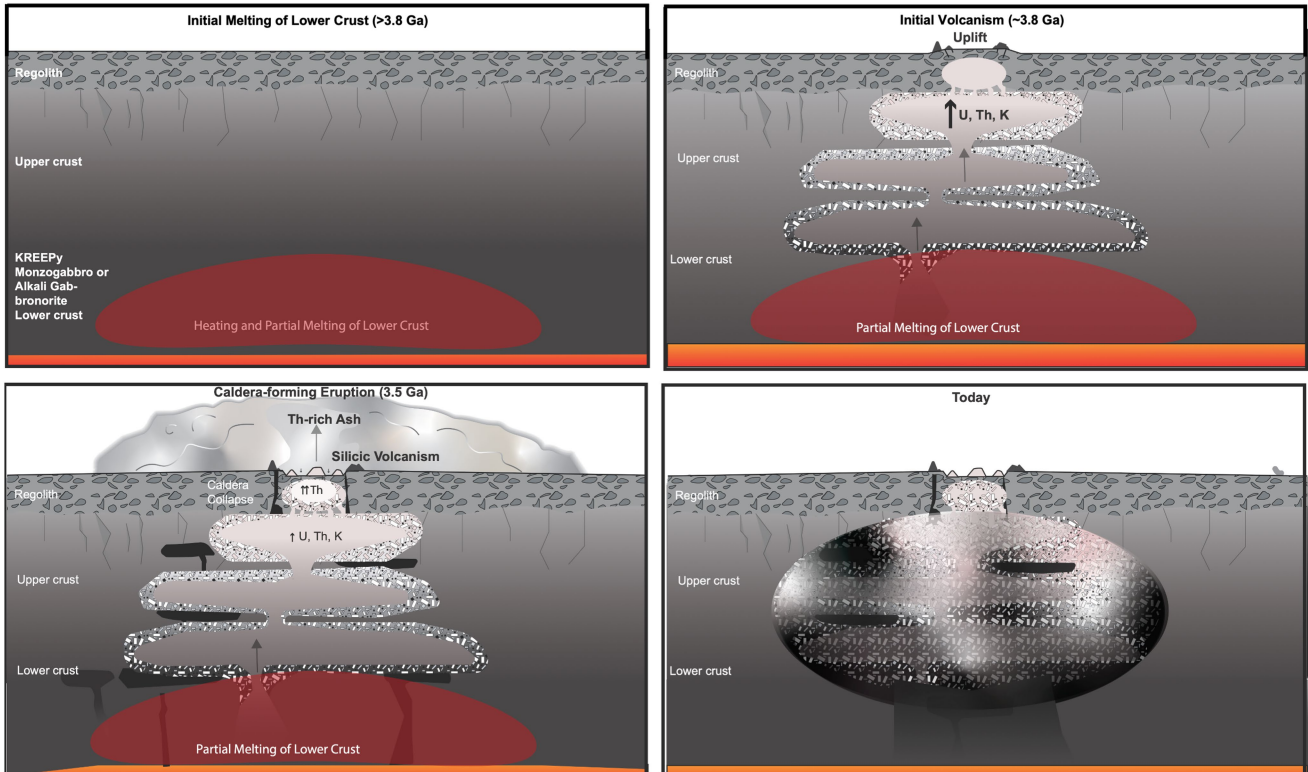 Initial Melting of Lower Crust (>3.8 Ga)
Regolith
Upper crust
KREEPy
Monzogabbro or
Alkali Gab-
bronorite
Lower crust
Heating and Partial Melting of Lower Crust
Initial Volcanism (~3.8 Ga)
Uplift
Regolith
U, Th, K
Upper crust
Lower crust
Partial Melting of Lower Crust
Caldera-forming Eruption (3.5 Ga)
Th-rich Ash
Silicic Volcanism
Caldera
Collapse
Regolith
Th
U, Th, K
Upper crust
Lower crust
Partial Melting of Lower Crust
Today
Regolith
Upper crust
Lower crust